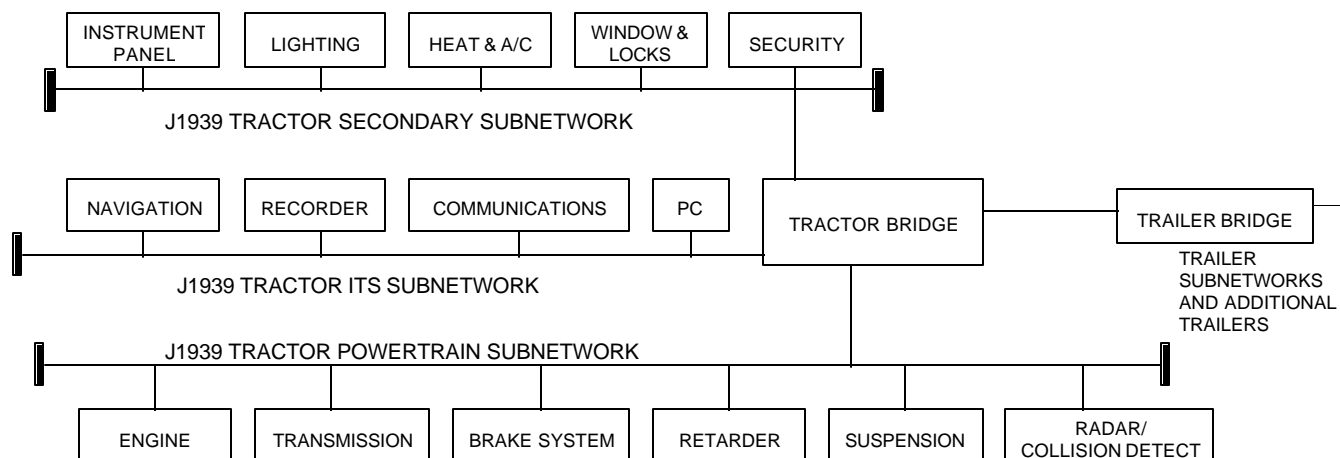 INSTRUMENT
PANEL
LIGHTING
HEAT & A/C
WINDOW &
LOCKS
SECURITY
J1939 TRACTOR SECONDARY SUBNETWORK
NAVIGATION
RECORDER
COMMUNICATIONS
PC
TRACTOR BRIDGE
TRAILER BRIDGE
J1939 TRACTOR ITS SUBNETWORK
TRAILER
SUBNETWORKS
AND ADDITIONAL
TRAILERS
J1939 TRACTOR POWERTRAIN SUBNETWORK
ENGINE
TRANSMISSION
BRAKE SYSTEM
RETARDER
SUSPENSION
RADAR/
COLLISION DETECT